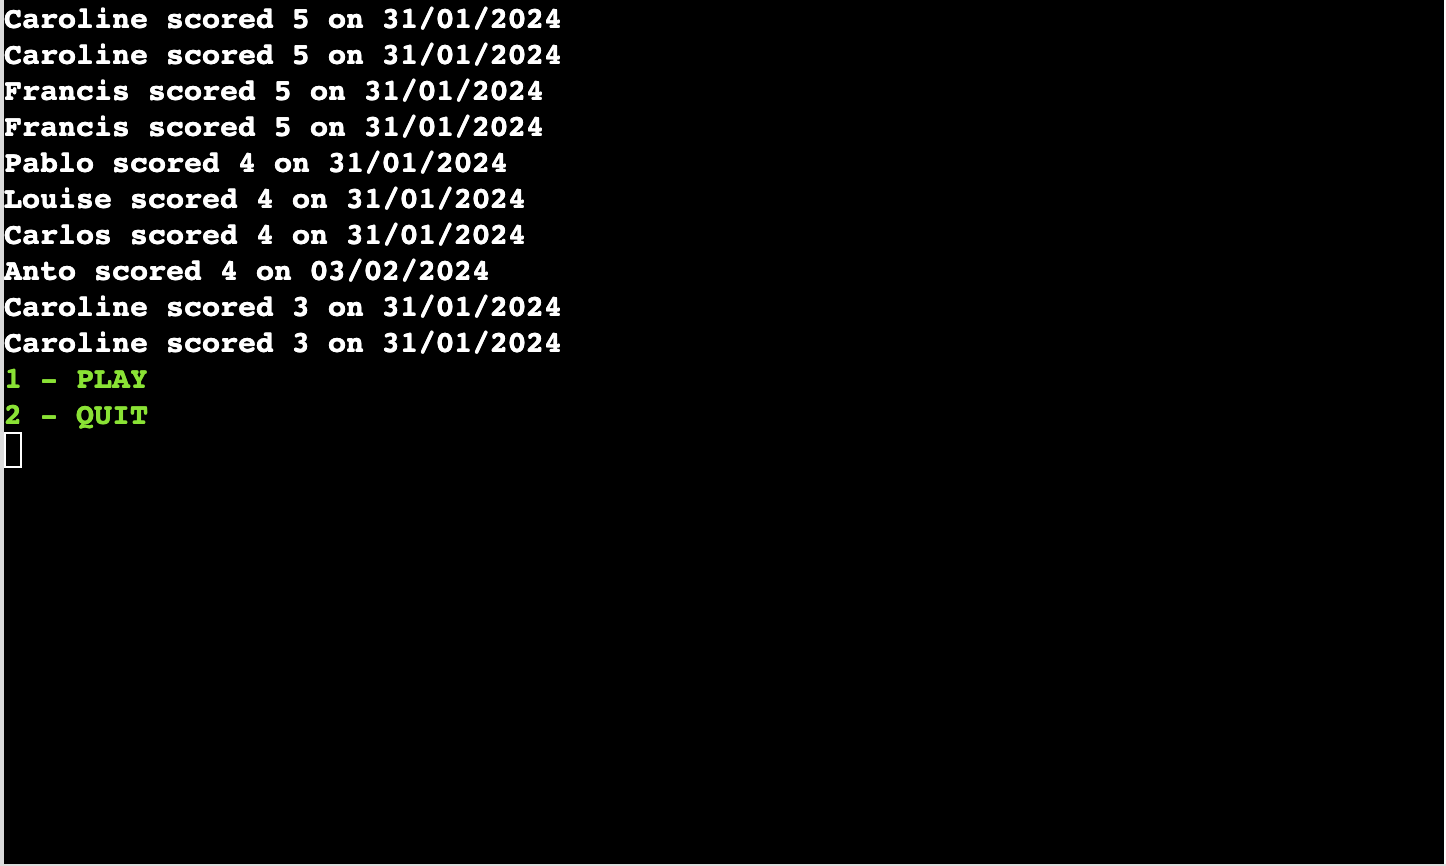 Caroline scored 5 on 31/01/2024
Caroline scored 5 on 31/01/2024
Francis scored 5 on 31/01/2024
Francis scored 5 on 31/01/2024
Pablo scored 4 on 31/01/2024
Louise scored 4 on 31/01/2024
Carlos scored 4 on 31/01/2024
Anto scored 4 on 03/02/2024
Caroline scored 3 on 31/01/2024
Caroline scored 3 on 31/01/2024
1 - PLAY
2 - QUIT